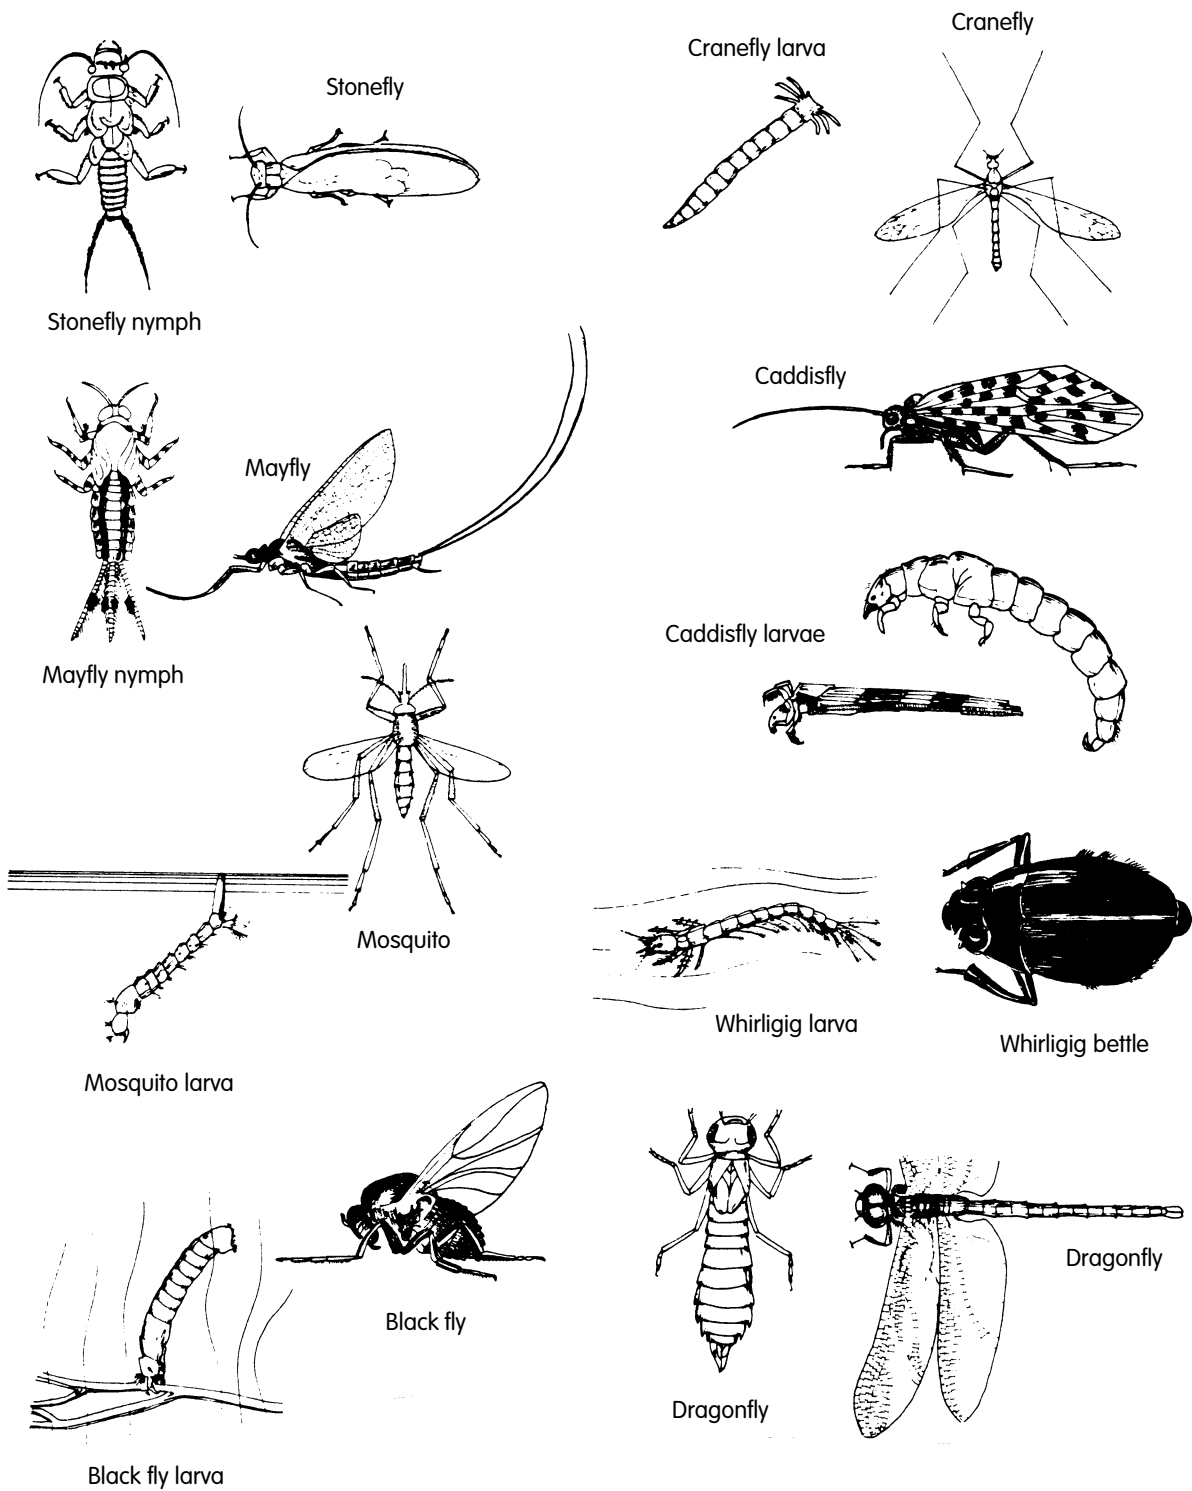 Cranefly
Cranefly larva
Stonefly
Stonefly nymph
Caddisfly
Mayfly
Mayfly nymph
Caddisfly larvae
Mosquito
Whirligig larva
Whirligig bettle
Mosquito larva
Dragonfly
Black fly
Dragonfly
Black fly larva